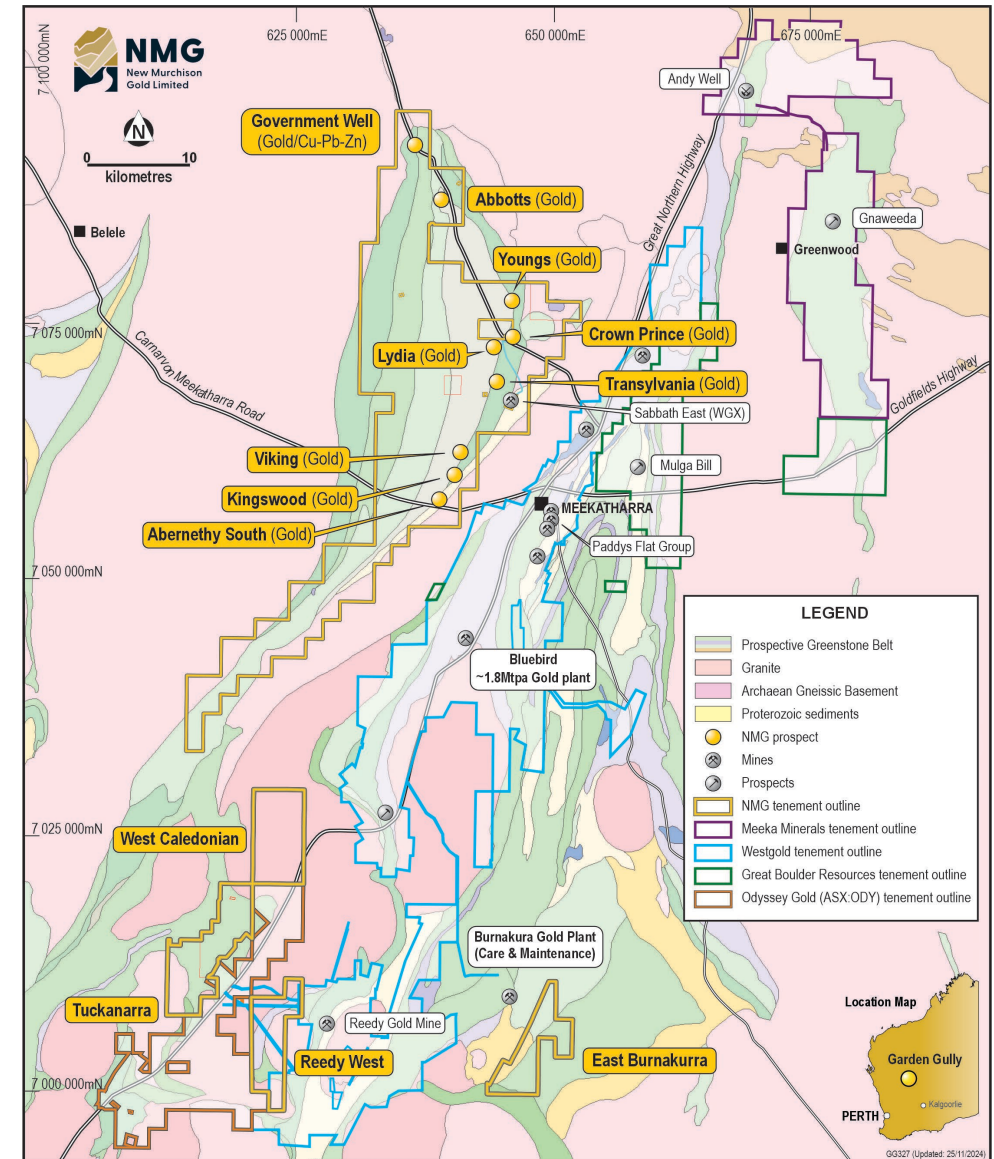 625 000mE
650 000mE
675 000mE
7 100 000mN
NMG
New Murchison
Gold Limited
N
0
10
kilometres
Government Well
(Gold/Cu-Pb-Zn)
Andy Well
Great Northern Highway
Abbotts (Gold)
Gnaweeda
Belele
Greenwood
Youngs (Gold)
7 075 000mN
Crown Prince (Gold)
Carnarvon Meekatharra Road
Lydia (Gold)
Goldfields Highway
Transylvania (Gold)
Sabbath East (WGX)
Viking (Gold)
Mulga Bill
Kingswood (Gold)
MEEKATHARRA
Abernethy South (Gold)
Paddys Flat Group
7 050 000mN
LEGEND
Prospective Greenstone Belt
Granite
Archaean Gneissic Basement
Proterozoic sediments
NMG prospect
Mines
Prospects
NMG tenement outline
Meeka Minerals tenement outline
Westgold tenement outline
Great Boulder Resources tenement outline
Odyssey Gold (ASX:ODY) tenement outline
Bluebird
~1.8Mtpa Gold plant
7 025 000mN
West Caledonian
Burnakura Gold Plant
(Care & Maintenance)
Tuckanarra
Reedy Gold Mine
Reedy West
East Burnakurra
7 000 000mN
Location Map
Garden Gully
Kalgoorlie
PERTH
GG327 (Updated: 25/11/2024)